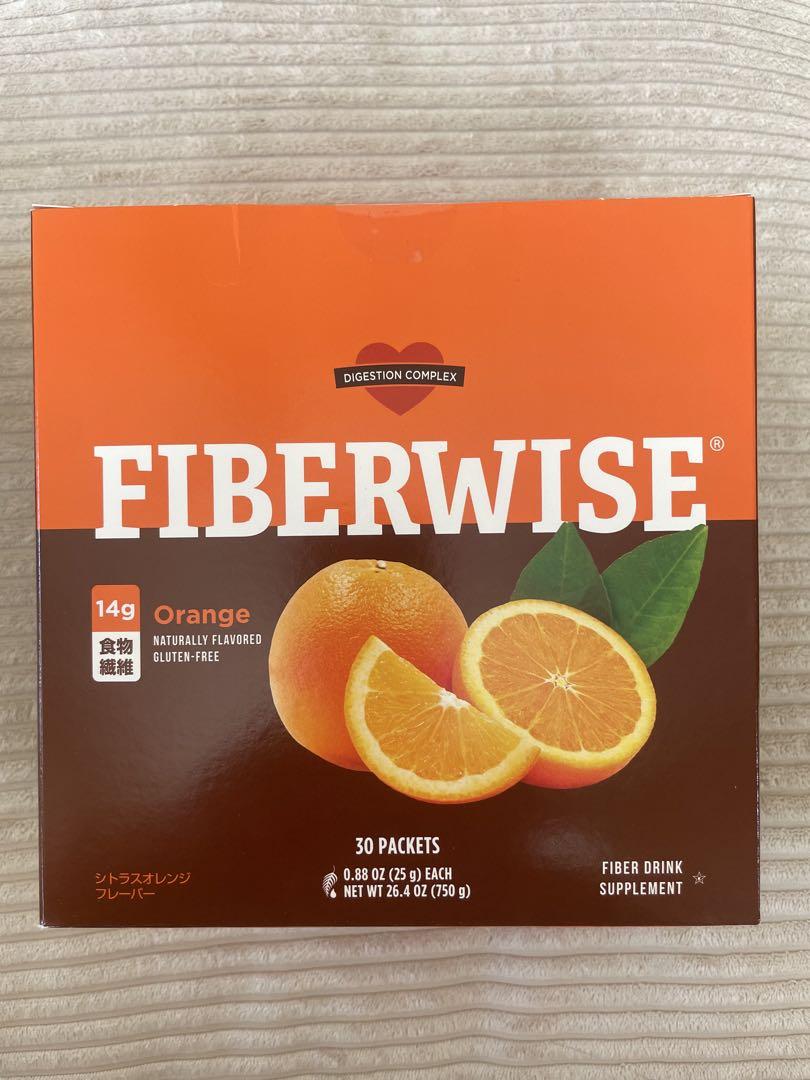 DIGESTION COMPLEX
FIBERWISE®
14g
食物
繊維
Orange
NATURALLY FLAVORED
GLUTEN-FREE
30 PACKETS
0.88 OZ (25 g) EACH
NET WT 26.4 OZ (750 g)
シトラスオレンジ
フレーバー
FIBER DRINK
SUPPLEMENT